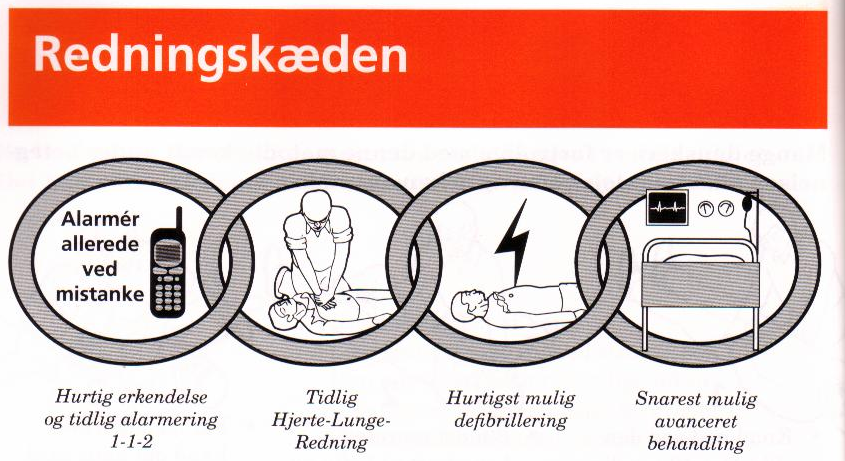 Redningskæden
Alarmér
allerede
ved
mistanke
Hurtig erkendelse
og tidlig alarmering
1-1-2
Tidlig
Hjerte-Lunge-
Redning
Hurtigst mulig
defibrillering
Snarest mulig
avanceret
behandling